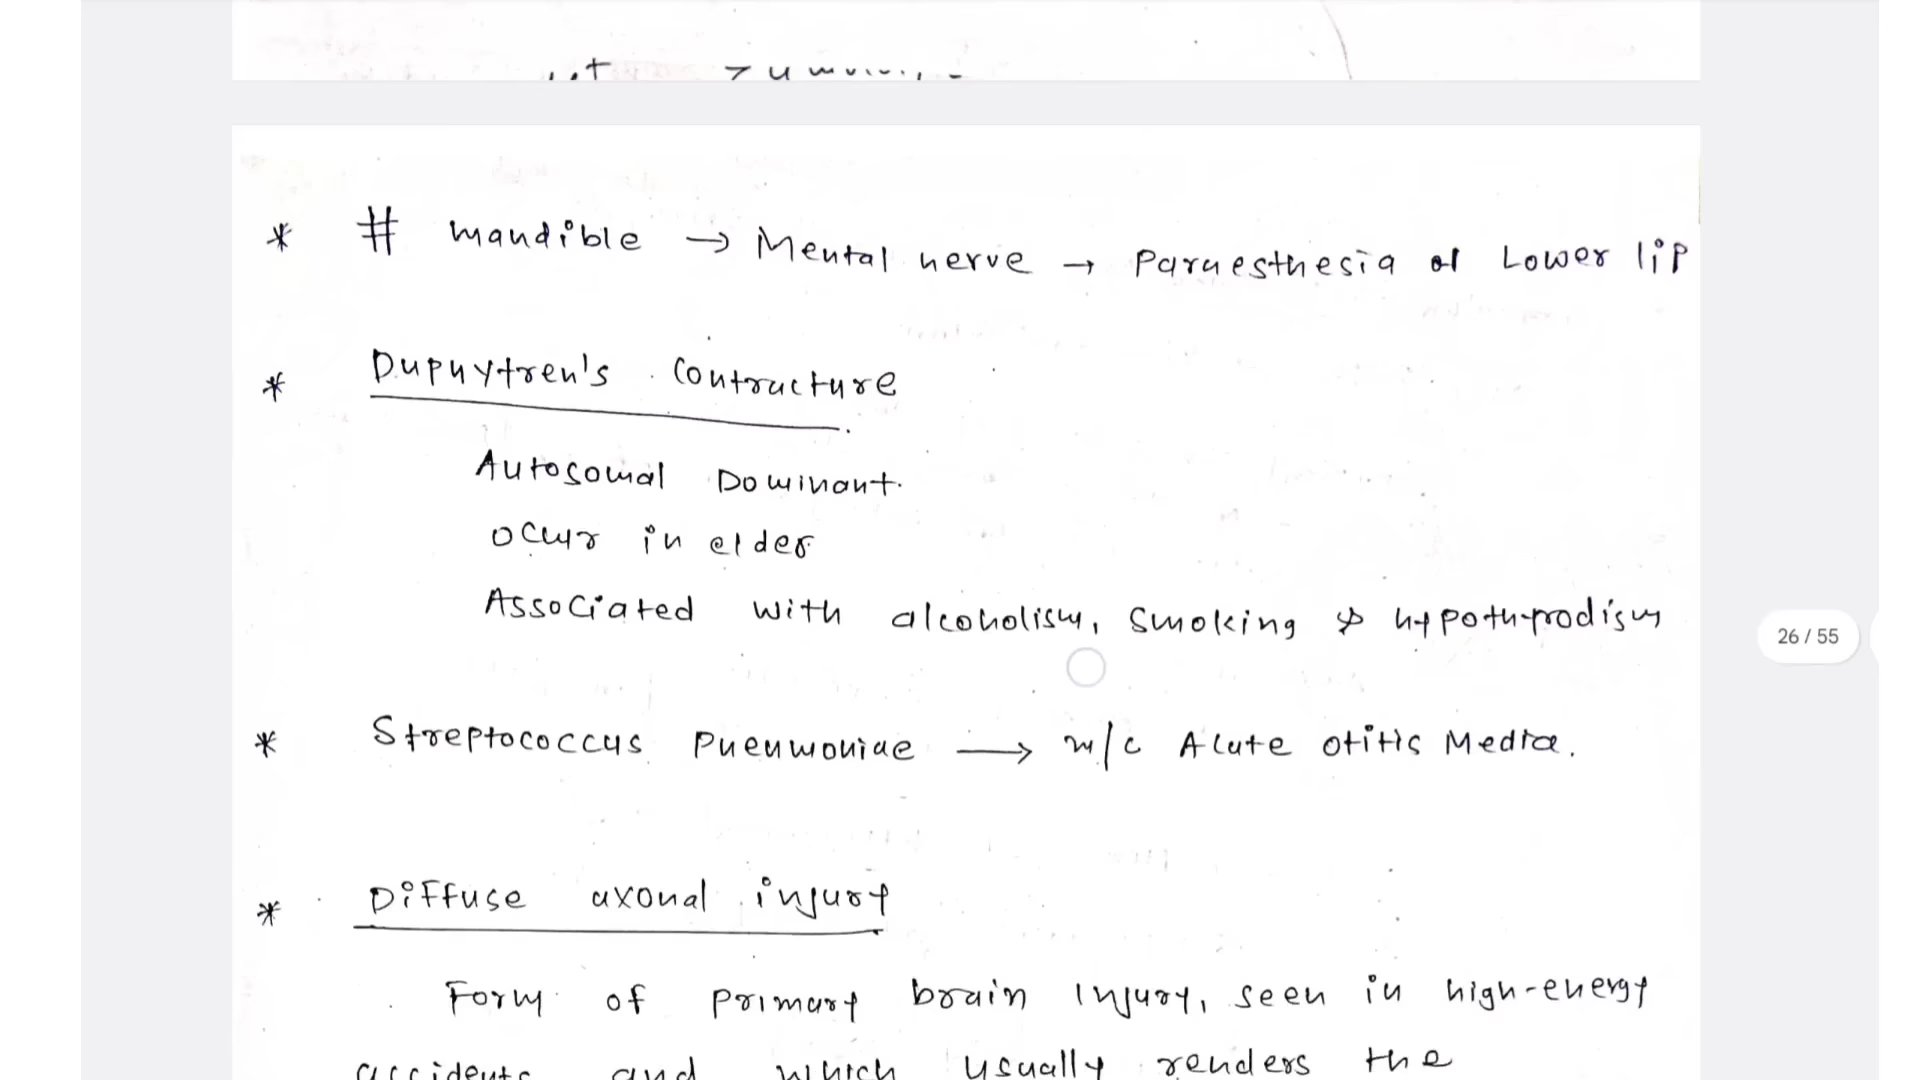 * # mandible → Mental nerve → Paraesthesia of Lower lip
* Dupuytren's Contracture
Autosomal Dominant.
occur in elder
Associated with alcoholism, smoking & hypothyrodism
* Streptococcus Pneumoniae → m/c Acute otitis Media.
* Diffuse axonal injury
Form of primary brain injury, seen in high-energy
accidents and which usually renders the
26 / 55